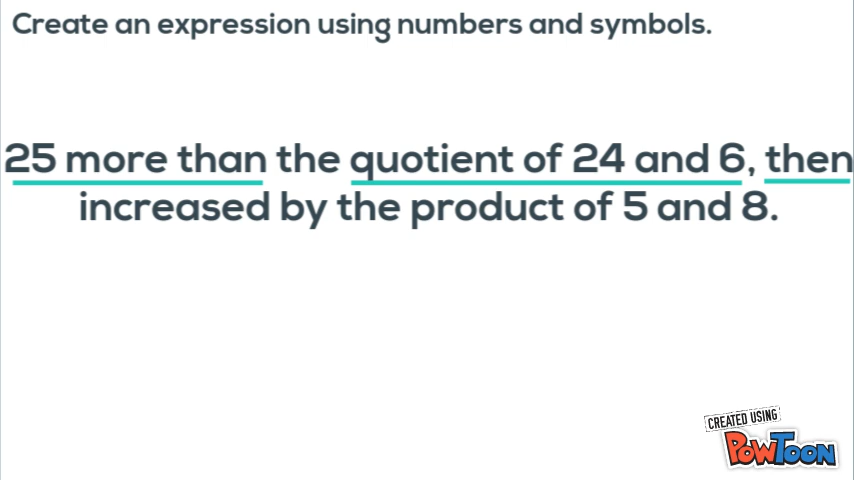 Create an expression using numbers and symbols.
25 more than the quotient of 24 and 6, then
increased by the product of 5 and 8.
CREATED USING
POWTOON